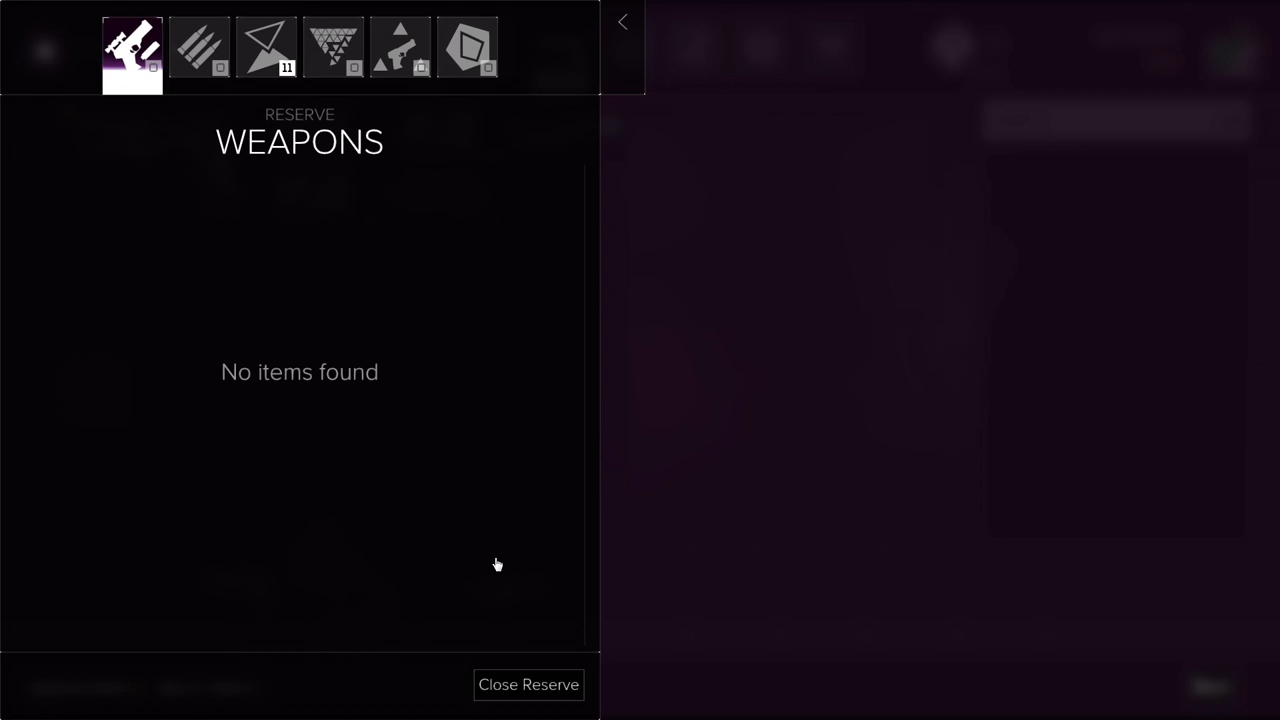 11
RESERVE
WEAPONS
No items found
Close Reserve